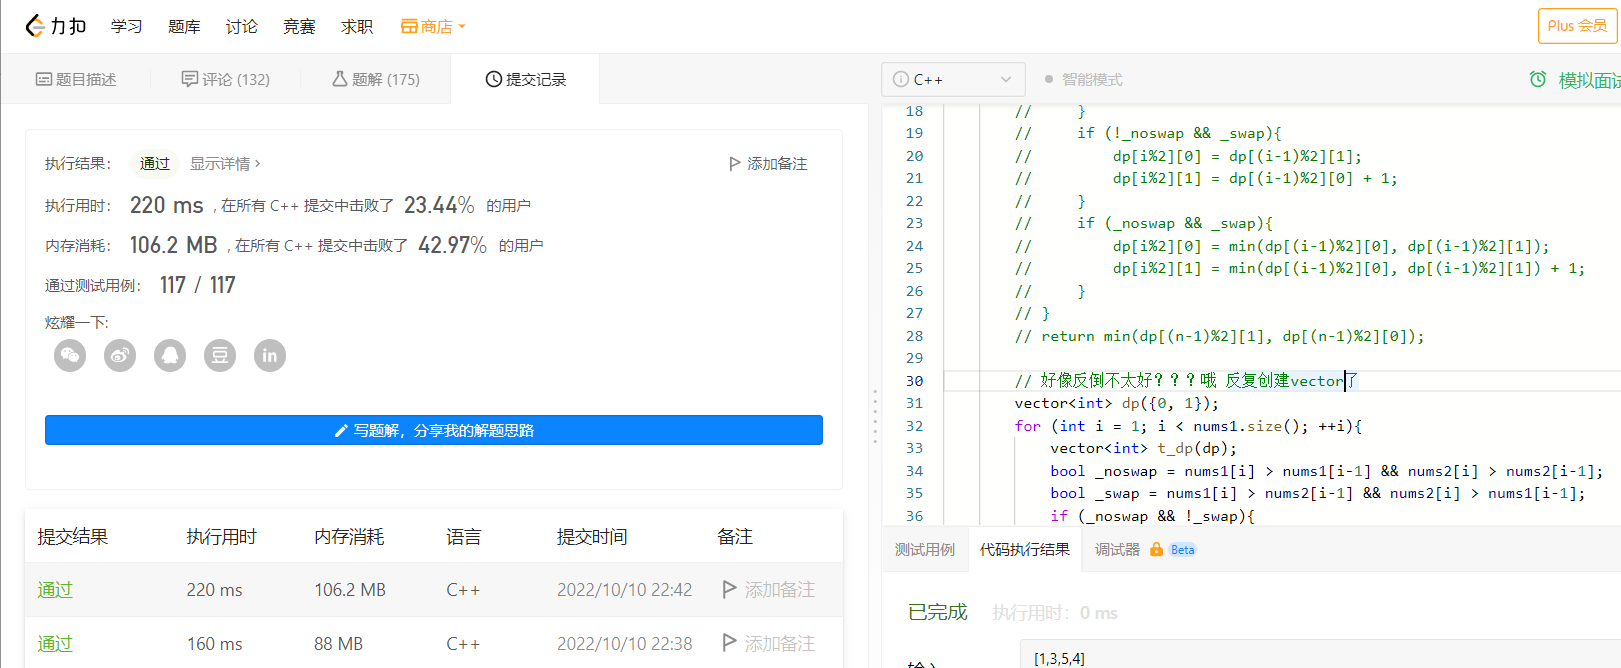 力扣 学习 题库 讨论 竞赛 求职 商店 Plus 会员
题目描述 评论 (132) 题解 (175) 提交记录
执行结果： 通过 显示详情 › 添加备注
执行用时： 220 ms , 在所有 C++ 提交中击败了 23.44% 的用户
内存消耗： 106.2 MB , 在所有 C++ 提交中击败了 42.97% 的用户
通过测试用例： 117 / 117
炫耀一下:
豆 in
写题解，分享我的解题思路
提交结果 执行用时 内存消耗 语言 提交时间 备注
通过 220 ms 106.2 MB C++ 2022/10/10 22:42 添加备注
通过 160 ms 88 MB C++ 2022/10/10 22:38 添加备注
C++ 智能模式 模拟面试
18 // }
19 // if (!_noswap && _swap){
20 // dp[i%2][0] = dp[(i-1)%2][1];
21 // dp[i%2][1] = dp[(i-1)%2][0] + 1;
22 // }
23 // if (_noswap && _swap){
24 // dp[i%2][0] = min(dp[(i-1)%2][0], dp[(i-1)%2][1]);
25 // dp[i%2][1] = min(dp[(i-1)%2][0], dp[(i-1)%2][1]) + 1;
26 // }
27 // }
28 // return min(dp[(n-1)%2][1], dp[(n-1)%2][0]);
29
30 // 好像反倒不太好？？？哦 反复创建vector了
31 vector<int> dp({0, 1});
32 for (int i = 1; i < nums1.size(); ++i){
33 vector<int> t_dp(dp);
34 bool _noswap = nums1[i] > nums1[i-1] && nums2[i] > nums2[i-1];
35 bool _swap = nums1[i] > nums2[i-1] && nums2[i] > nums1[i-1];
36 if (_noswap && !_swap){
测试用例 代码执行结果 调试器 Beta
已完成 执行用时：0 ms
输入
[1,3,5,4]